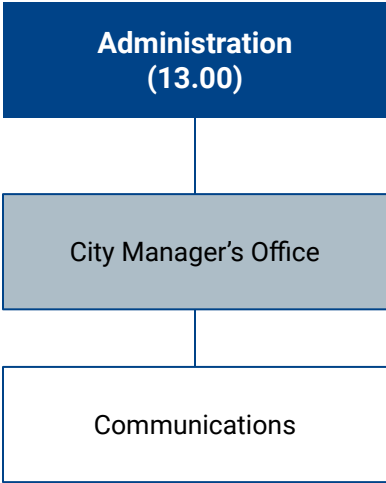 Administration
(13.00)
City Manager’s Office
Communications